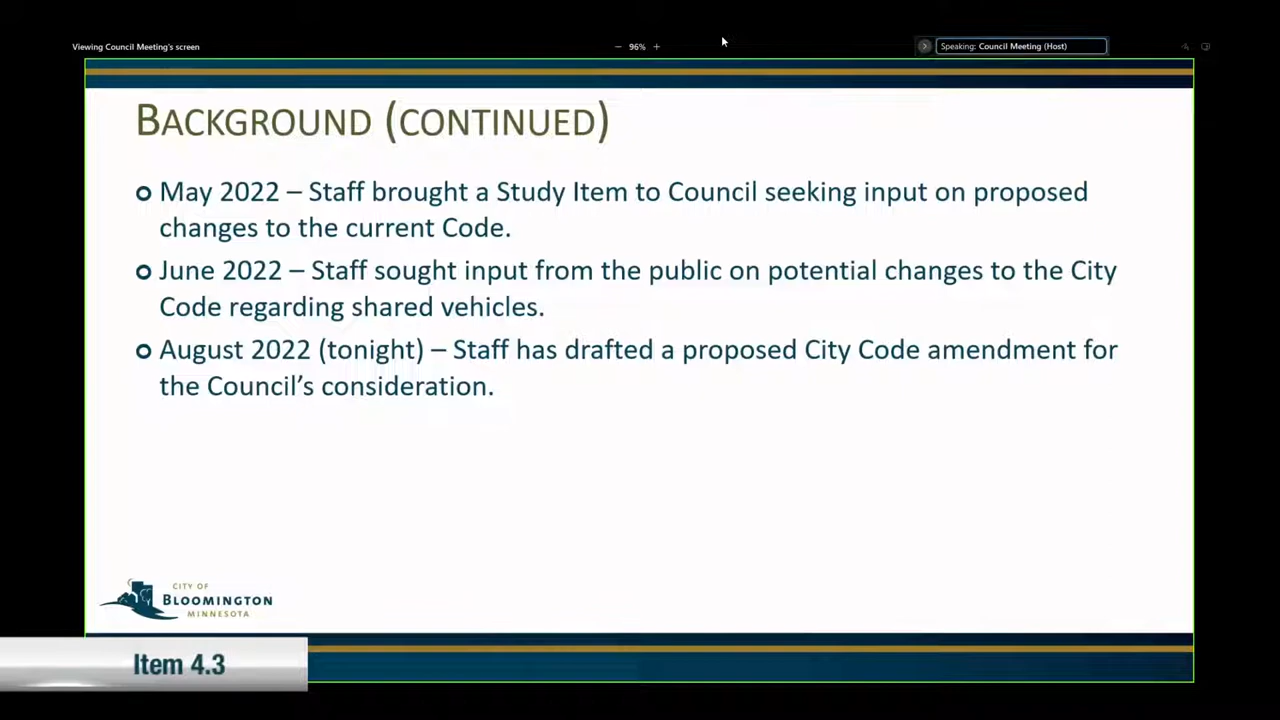 Viewing Council Meeting's screen
− 96% +
Speaking: Council Meeting (Host)
BACKGROUND (CONTINUED)
May 2022 – Staff brought a Study Item to Council seeking input on proposed
changes to the current Code.
June 2022 – Staff sought input from the public on potential changes to the City
Code regarding shared vehicles.
August 2022 (tonight) – Staff has drafted a proposed City Code amendment for
the Council’s consideration.
CITY OF
BLOOMINGTON
MINNESOTA
Item 4.3